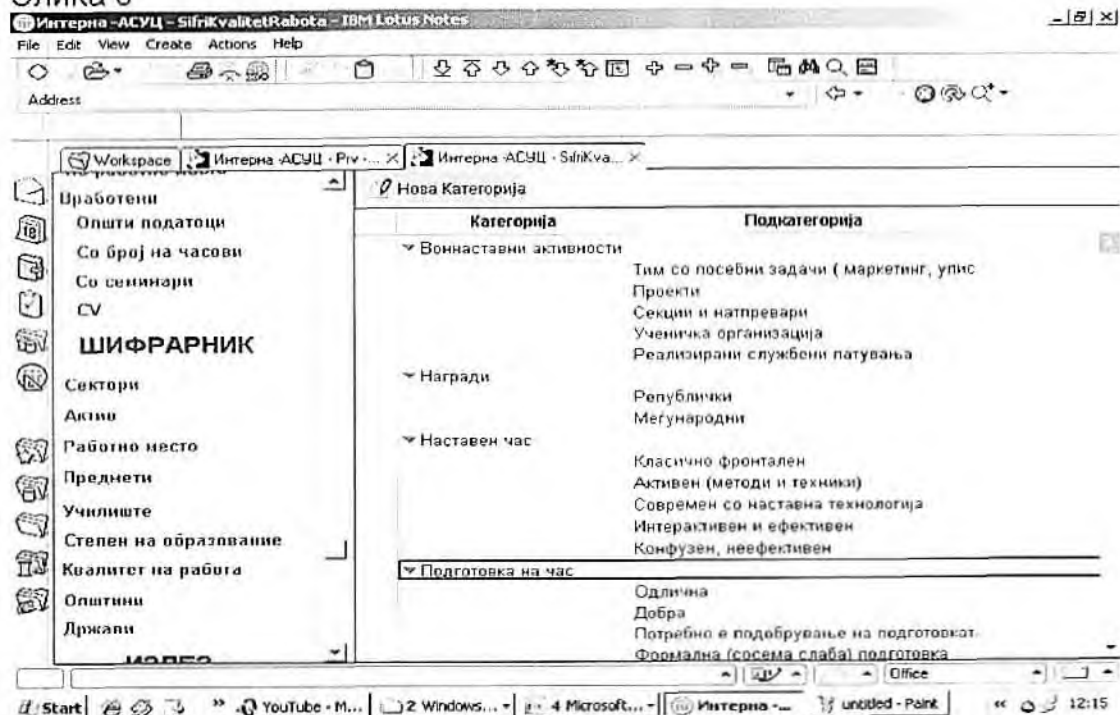 Слика 6
Интерна -АСУЦ - SifriKvalitetRabota - IBM Lotus Notes
File Edit View Create Actions Help
Address
Workspace
Интерна -АСУЦ - Prv -...
Интерна -АСУЦ - SifriKva...
Вработени
Општи податоци
Со број на часови
Со семинари
CV
ШИФРАРНИК
Сектори
Актив
Работно место
Предмети
Училиште
Степен на образование
Квалитет на работа
Општини
Држави
Нова Категорија
Категорија Подкатегорија
Воннаставни активности
Тим со посебни задачи ( маркетинг, упис
Проекти
Секции и натпревари
Ученичка организација
Реализирани службени патувања
Награди
Републички
Меѓународни
Наставен час
Класично фронтален
Активен (методи и техники)
Современ со наставна технологија
Интерактивен и ефективен
Конфузен, неефективен
Подготовка на час
Одлична
Добра
Потребно е подобрување на подготовкат
Формална (сосема слаба) подготовка
Office
Start » YouTube - M... 2 Windows... 4 Microsoft... Интерна -... untitled - Paint « 12:15